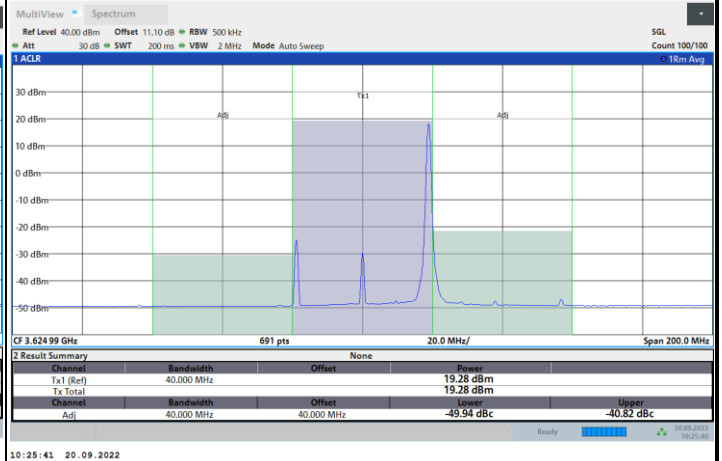 MultiView Spectrum
Ref Level 40.00 dBm Offset 11.10 dB RBW 500 kHz SGL
Att 30 dB SWT 200 ms VBW 2 MHz Mode Auto Sweep Count 100/100
1 ACLR 1Rm Avg
30 dBm
Tx1
20 dBm Adj Adj
10 dBm
0 dBm
-10 dBm
-20 dBm
-30 dBm
-40 dBm
-50 dBm
CF 3.624 99 GHz 691 pts 20.0 MHz/ Span 200.0 MHz
2 Result Summary None
Channel Bandwidth Offset Power
Tx1 (Ref) 40.000 MHz 19.28 dBm
Tx Total 19.28 dBm
Channel Bandwidth Offset Lower Upper
Adj 40.000 MHz 40.000 MHz -49.94 dBc -40.82 dBc
Ready 20.09.2022
10:25:40
10:25:41 20.09.2022